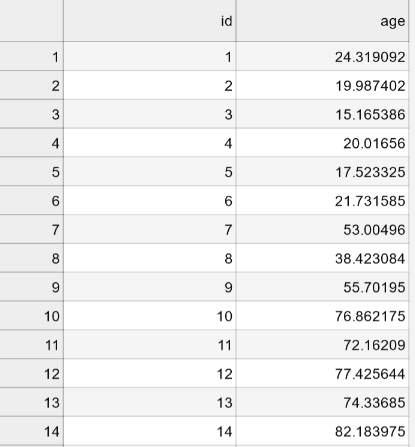 id age
1 1 24.319092
2 2 19.987402
3 3 15.165386
4 4 20.01656
5 5 17.523325
6 6 21.731585
7 7 53.00496
8 8 38.423084
9 9 55.70195
10 10 76.862175
11 11 72.16209
12 12 77.425644
13 13 74.33685
14 14 82.183975